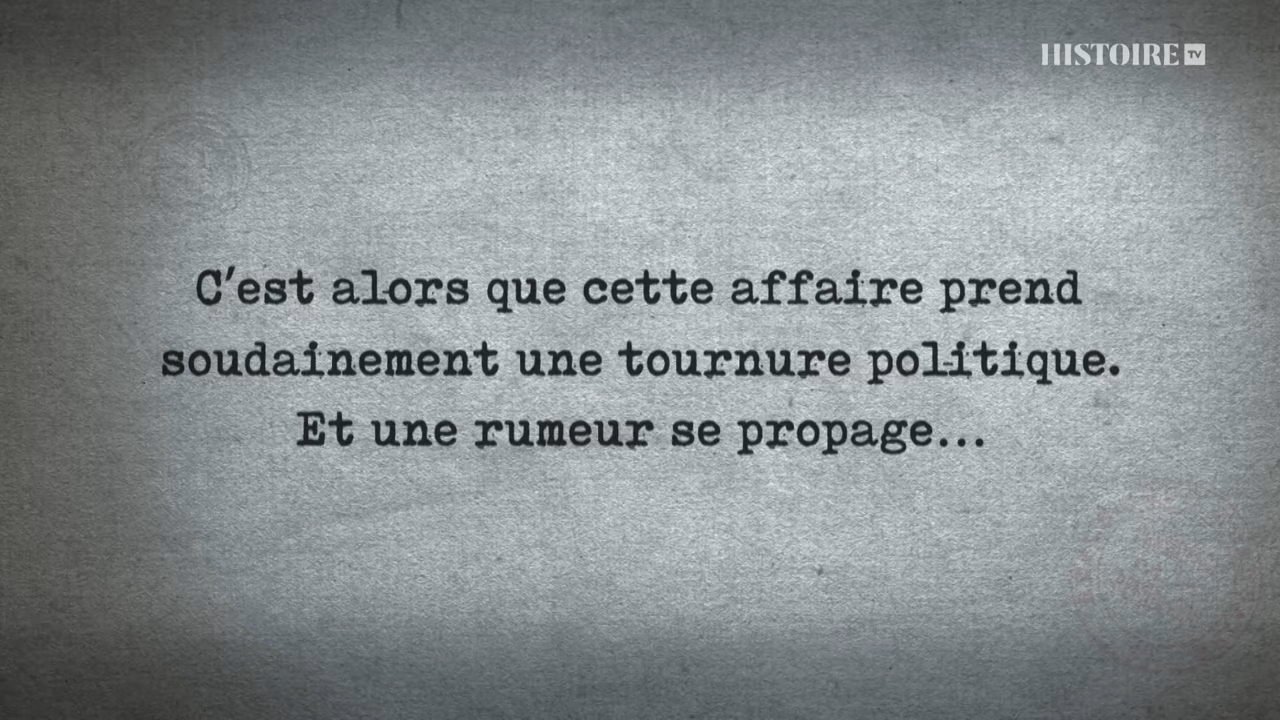 HISTOIRE TV
C'est alors que cette affaire prend
soudainement une tournure politique.
Et une rumeur se propage...